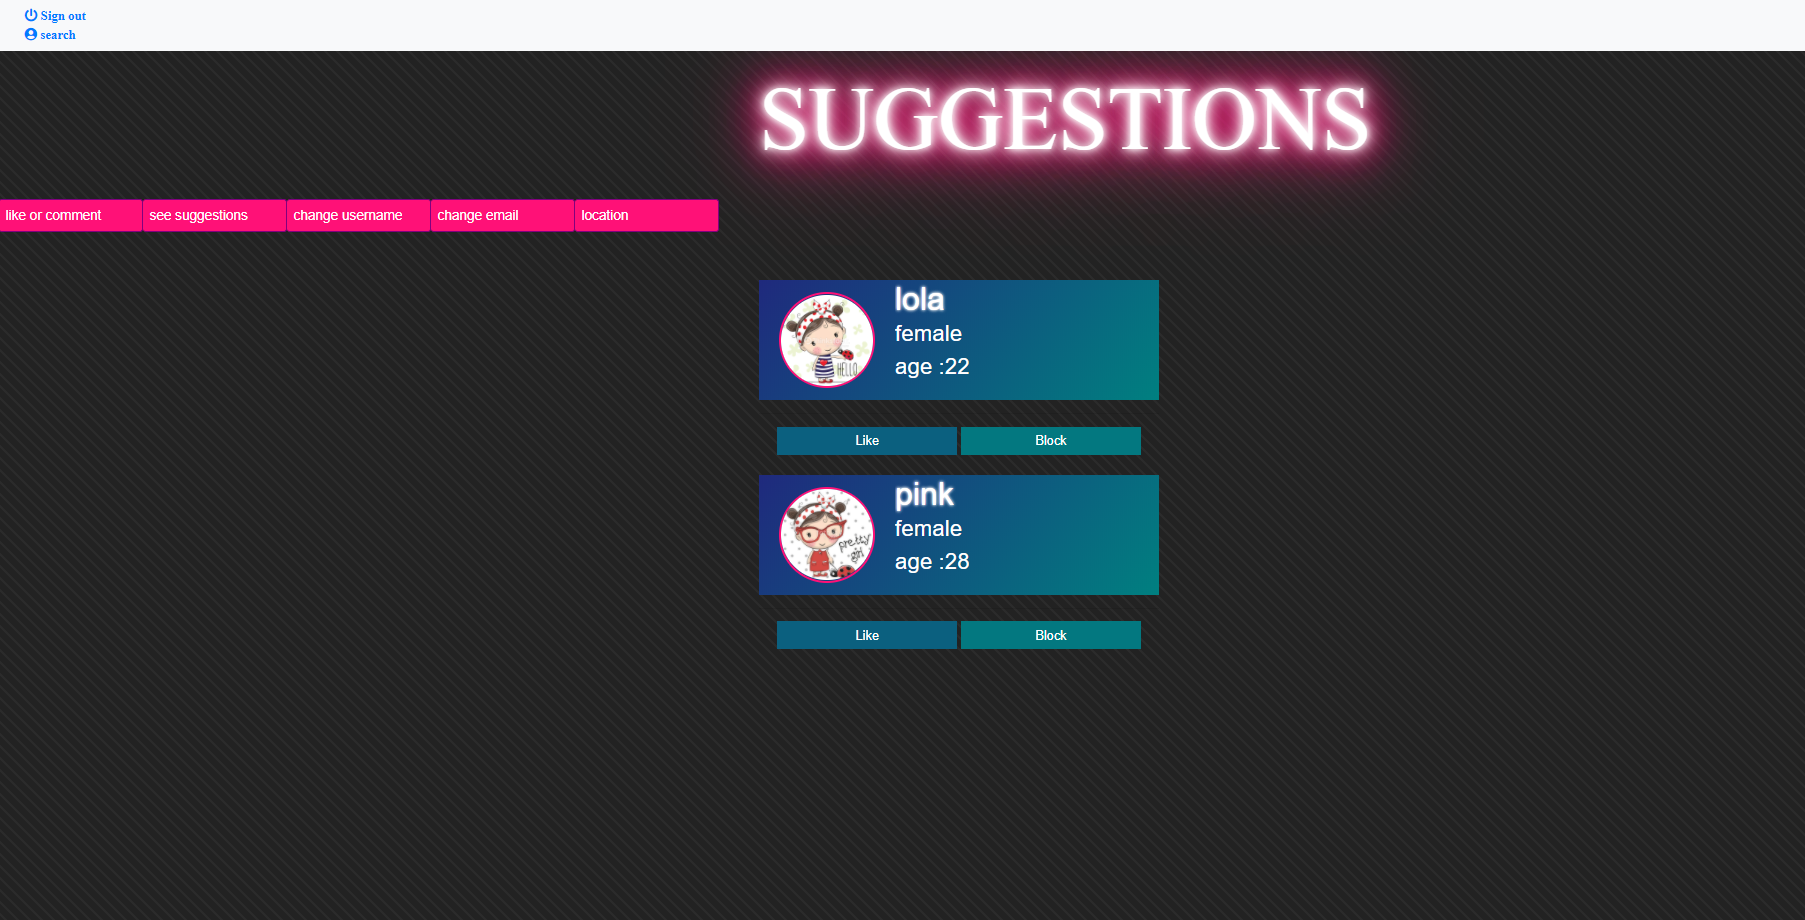 Sign out
search
SUGGESTIONS
like or comment see suggestions change username change email location
lola
female
age :22
HELLO
Like Block
pink
female
age :28
pretty
girl
Like Block